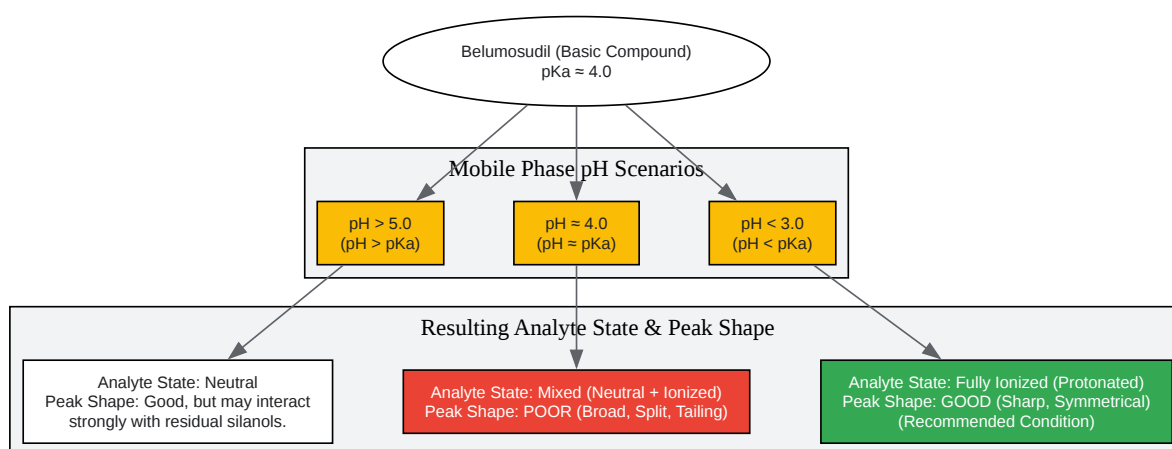 Belumosudil (Basic Compound)
pKa ≈ 4.0
Mobile Phase pH Scenarios
pH > 5.0
(pH > pKa)
pH ≈ 4.0
(pH ≈ pKa)
pH < 3.0
(pH < pKa)
Resulting Analyte State & Peak Shape
Analyte State: Neutral
Peak Shape: Good, but may interact
strongly with residual silanols.
Analyte State: Mixed (Neutral + Ionized)
Peak Shape: POOR (Broad, Split, Tailing)
Analyte State: Fully Ionized (Protonated)
Peak Shape: GOOD (Sharp, Symmetrical)
(Recommended Condition)